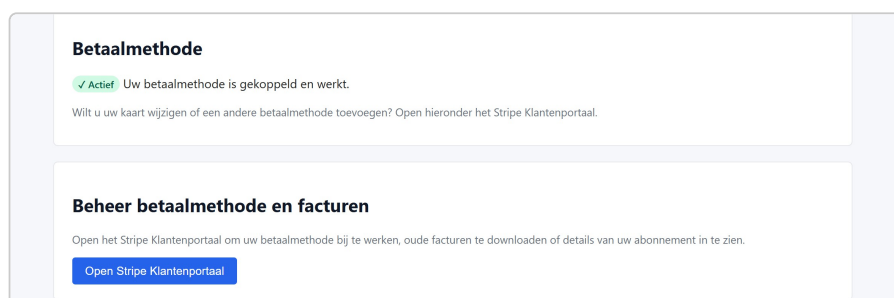 Betaalmethode
✓ Actief Uw betaalmethode is gekoppeld en werkt.
Wilt u uw kaart wijzigen of een andere betaalmethode toevoegen? Open hieronder het Stripe Klantenportaal.
Beheer betaalmethode en facturen
Open het Stripe Klantenportaal om uw betaalmethode bij te werken, oude facturen te downloaden of details van uw abonnement in te zien.
Open Stripe Klantenportaal